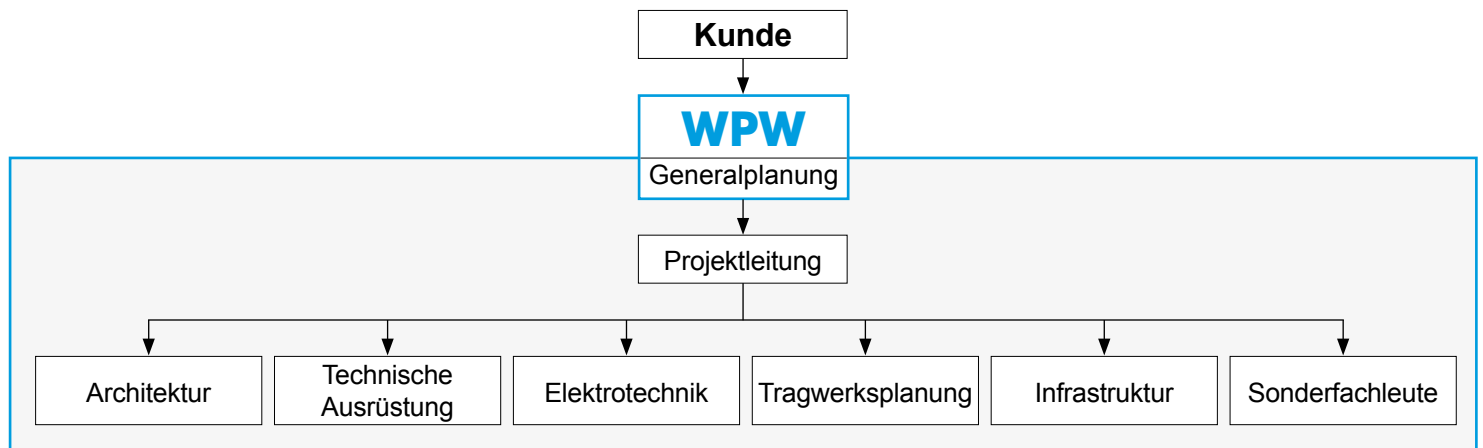 Kunde
WPW
Generalplanung
Projektleitung
Architektur
Technische
Ausrüstung
Elektrotechnik
Tragwerksplanung
Infrastruktur
Sonderfachleute